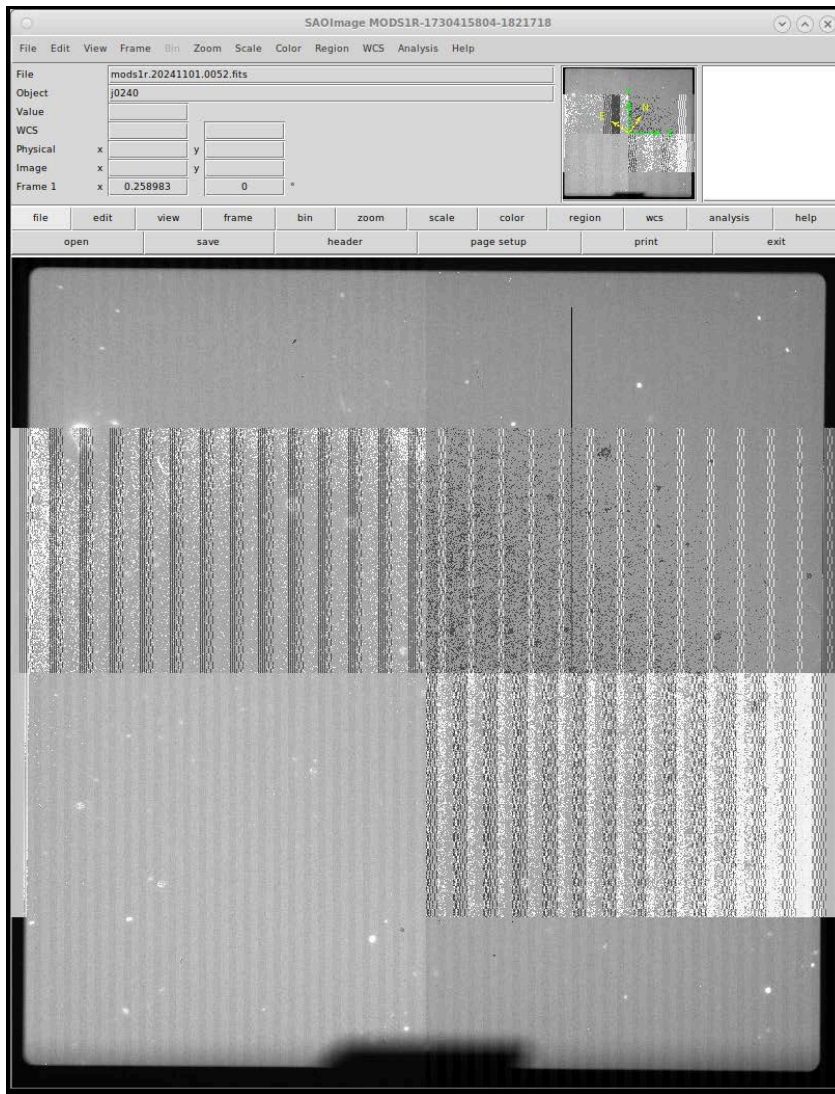 SAOImage MODS1R-1730415804-1821718
File Edit View Frame Bin Zoom Scale Color Region WCS Analysis Help
File mods1r.20241101.0052.fits
Object j0240
Value
WCS
Physical x y
Image x y
Frame 1 x 0.258983 0 °
file edit view frame bin zoom scale color region wcs analysis help
open save header page setup print exit